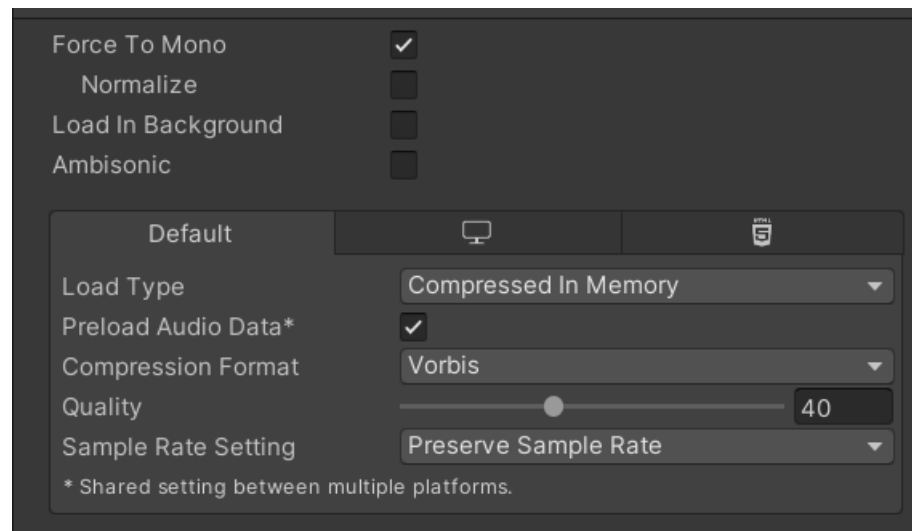 Force To Mono
Normalize
Load In Background
Ambisonic
Default
Load Type Compressed In Memory
Preload Audio Data*
Compression Format Vorbis
Quality 40
Sample Rate Setting Preserve Sample Rate
* Shared setting between multiple platforms.